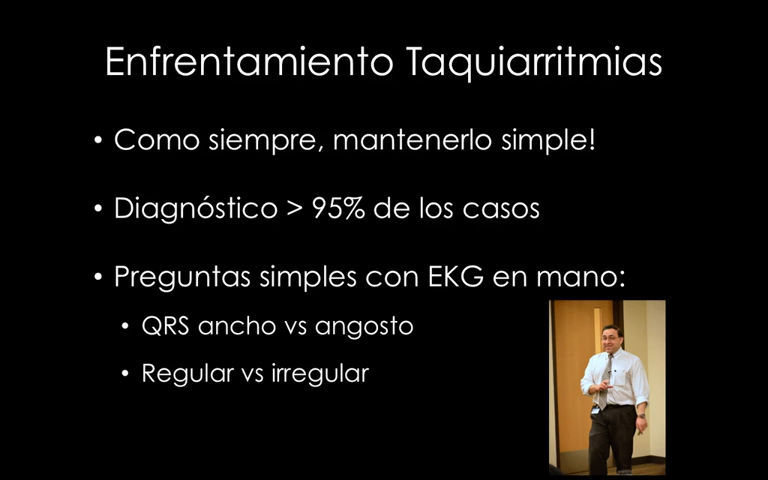 Enfrentamiento Taquiarritmias
• Como siempre, mantenerlo simple!
• Diagnóstico > 95% de los casos
• Preguntas simples con EKG en mano:
• QRS ancho vs angosto
• Regular vs irregular